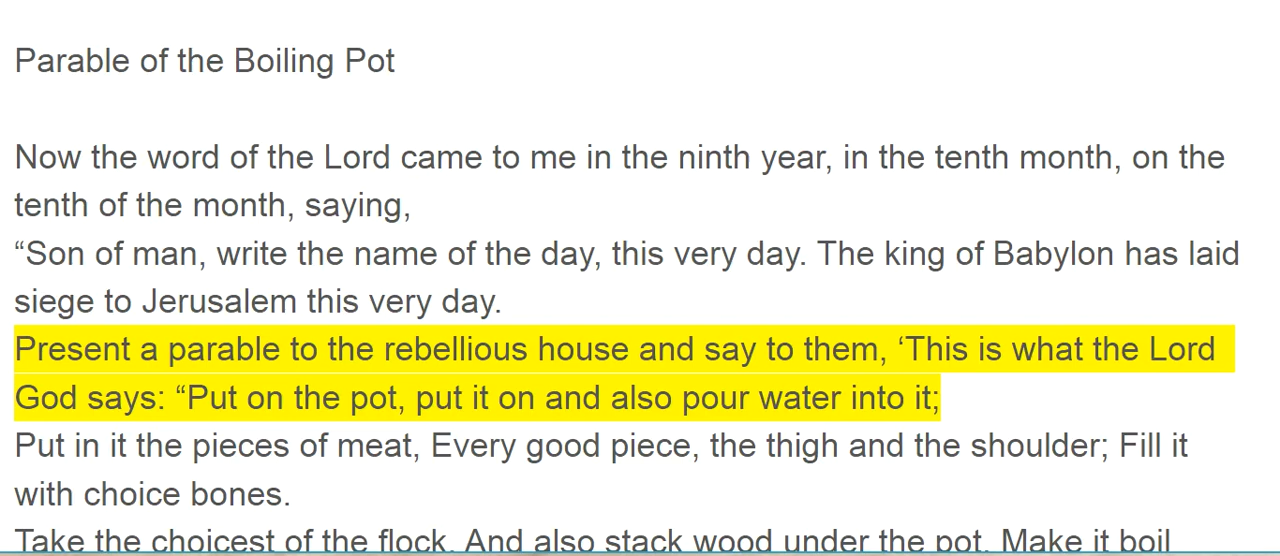 Parable of the Boiling Pot
Now the word of the Lord came to me in the ninth year, in the tenth month, on the
tenth of the month, saying,
“Son of man, write the name of the day, this very day. The king of Babylon has laid
siege to Jerusalem this very day.
Present a parable to the rebellious house and say to them, ‘This is what the Lord
God says: “Put on the pot, put it on and also pour water into it;
Put in it the pieces of meat, Every good piece, the thigh and the shoulder; Fill it
with choice bones.
Take the choicest of the flock, And also stack wood under the pot. Make it boil